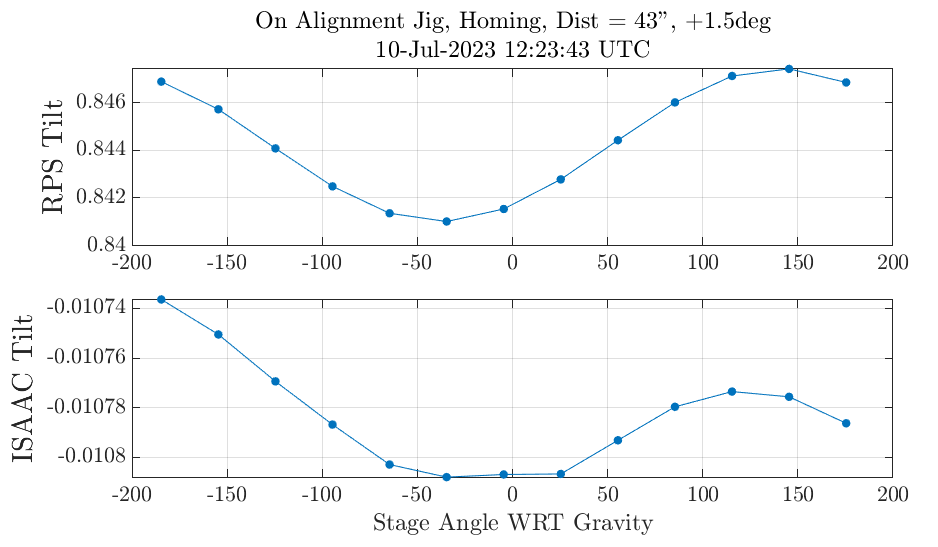 On Alignment Jig, Homing, Dist = 43”, +1.5deg
10-Jul-2023 12:23:43 UTC
RPS Tilt
0.846
0.844
0.842
0.84
-200 -150 -100 -50 0 50 100 150 200
ISAAC Tilt
-0.01074
-0.01076
-0.01078
-0.0108
-200 -150 -100 -50 0 50 100 150 200
Stage Angle WRT Gravity